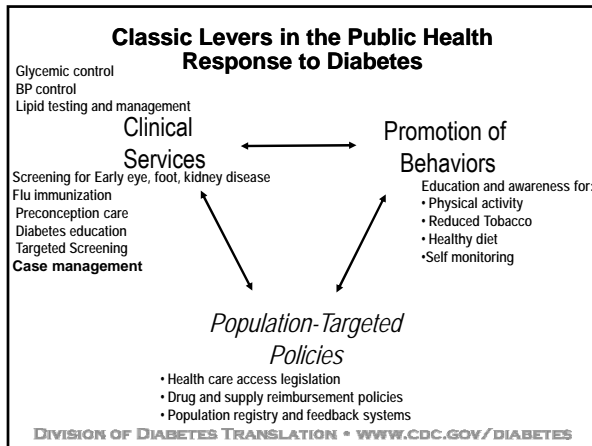 Classic Levers in the Public Health
Response to Diabetes
Glycemic control
BP control
Lipid testing and management
Clinical
Services
Screening for Early eye, foot, kidney disease
Flu immunization
Preconception care
Diabetes education
Targeted Screening
Case management
Promotion of
Behaviors
Education and awareness for:
• Physical activity
• Reduced Tobacco
• Healthy diet
•Self monitoring
Population-Targeted
Policies
• Health care access legislation
• Drug and supply reimbursement policies
• Population registry and feedback systems
DIVISION OF DIABETES TRANSLATION • WWW.CDC.GOV/DIABETES